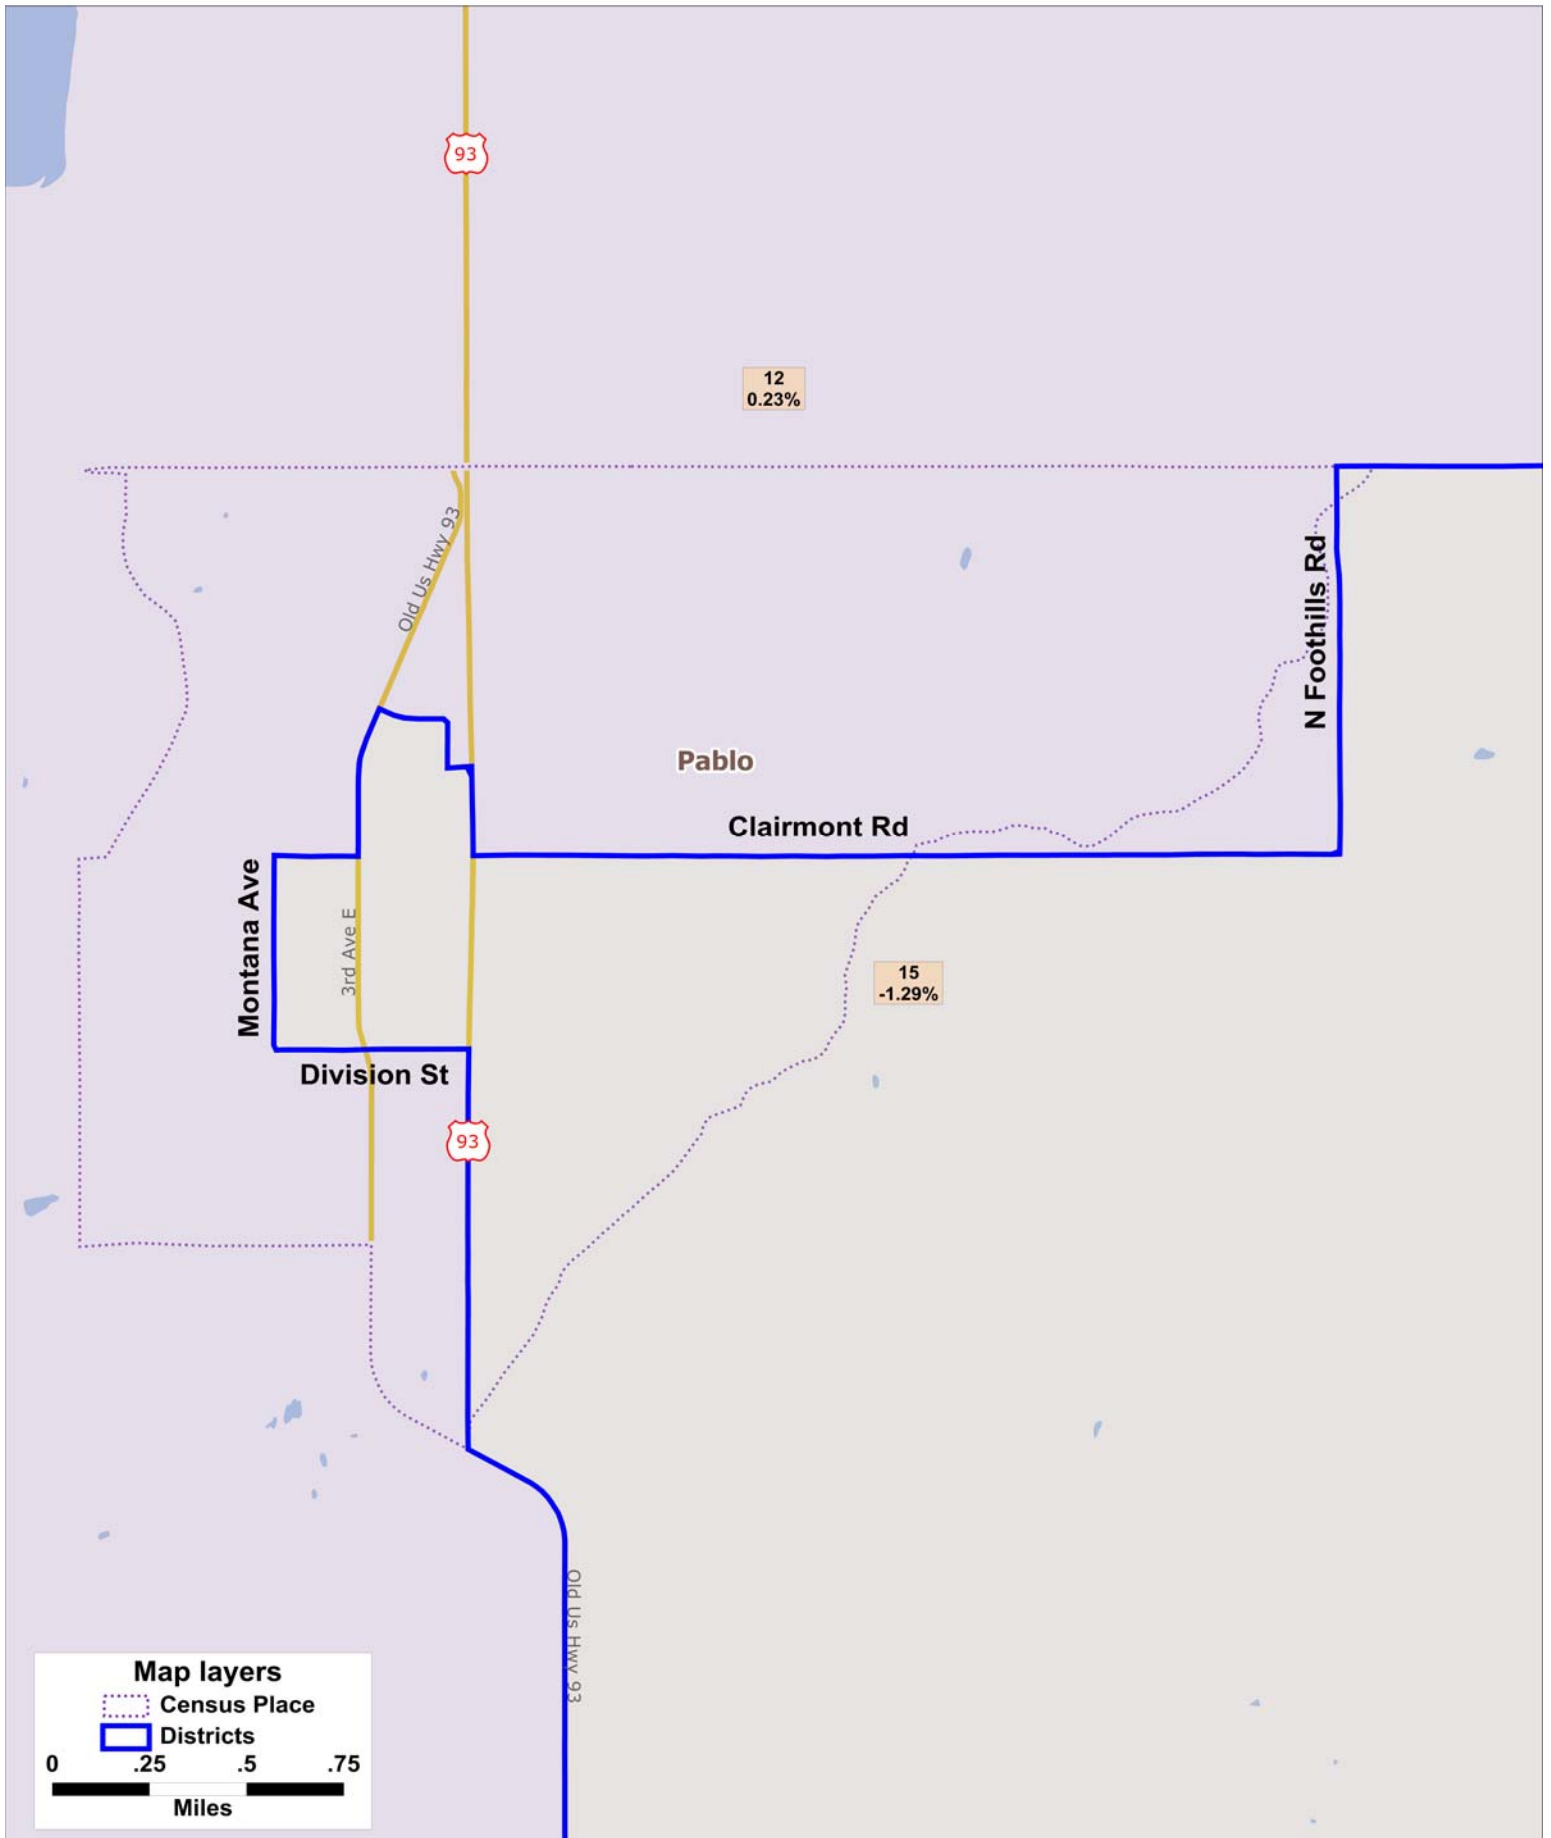 93
12
0.23%
Old Us Hwy 93
N Foothills Rd
Pablo
Clairmont Rd
Montana Ave
3rd Ave E
15
-1.29%
Division St
93
Old Us Hwy 93
Map layers
Census Place
Districts
0 .25 .5 .75
Miles